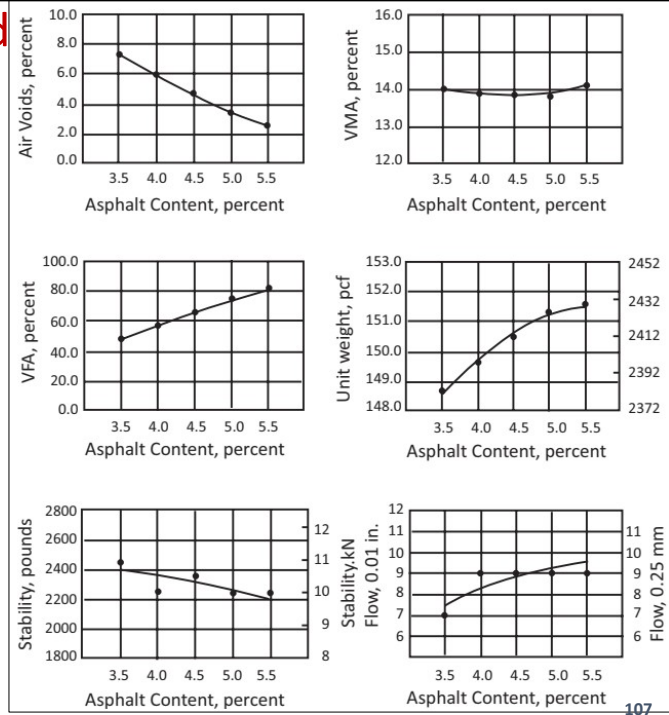 d
Air Voids, percent
10.0
8.0
6.0
4.0
2.0
0.0
3.5 4.0 4.5 5.0 5.5
Asphalt Content, percent
VMA, percent
16.0
15.0
14.0
13.0
12.0
3.5 4.0 4.5 5.0 5.5
Asphalt Content, percent
VFA, percent
100.0
80.0
60.0
40.0
20.0
0.0
3.5 4.0 4.5 5.0 5.5
Asphalt Content, percent
Unit weight, pcf
153.0
152.0
151.0
150.0
149.0
148.0
2452
2432
2412
2392
2372
3.5 4.0 4.5 5.0 5.5
Asphalt Content, percent
Stability, pounds
2800
2600
2400
2200
2000
1800
12
11
10
9
8
Stability.kN
3.5 4.0 4.5 5.0 5.5
Asphalt Content, percent
Flow, 0.01 in.
12
11
10
9
8
7
6
11
10
9
8
7
6
Flow, 0.25 mm
3.5 4.0 4.5 5.0 5.5
Asphalt Content, percent
107